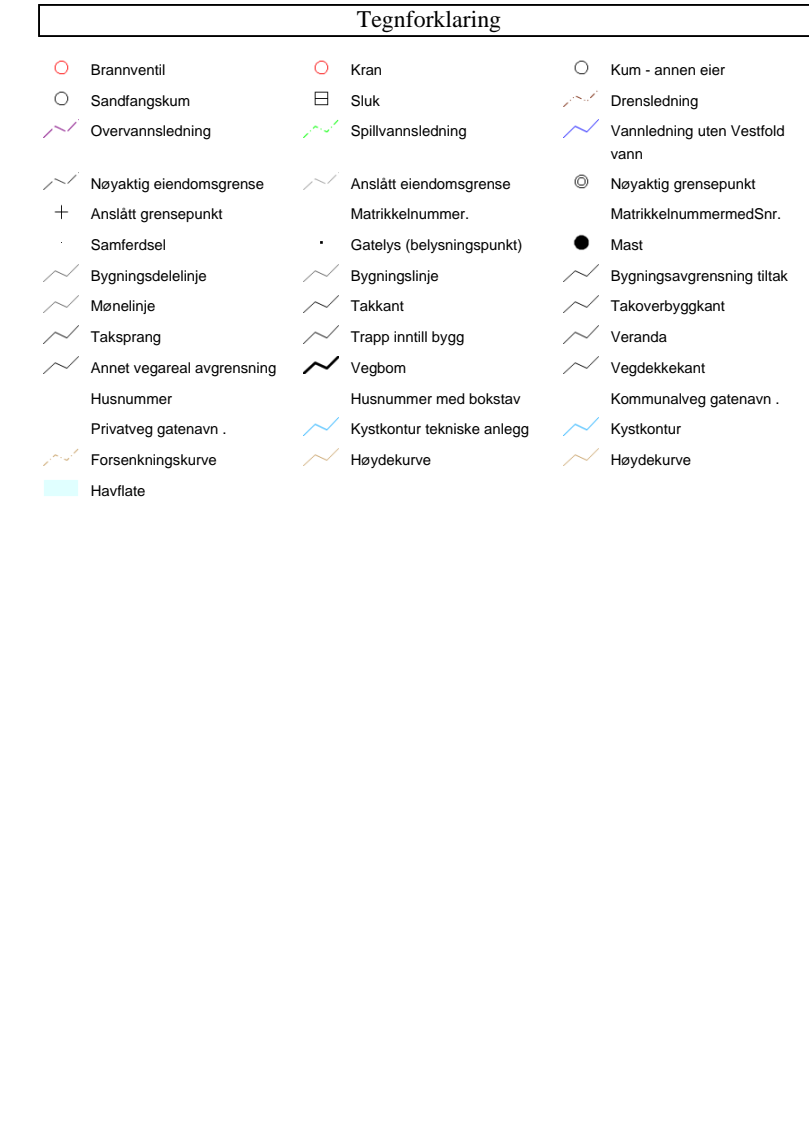 Tegnforklaring
Brannventil
Kran
Kum - annen eier
Sandfangskum
Sluk
Drensledning
Overvannsledning
Spillvannsledning
Vannledning uten Vestfold
vann
Nøyaktig eiendomsgrense
Anslått eiendomsgrense
Nøyaktig grensepunkt
Anslått grensepunkt
Matrikkelnummer.
MatrikkelnummermedSnr.
Samferdsel
Gatelys (belysningspunkt)
Mast
Bygningsdelelinje
Bygningslinje
Bygningsavgrensning tiltak
Mønelinje
Takkant
Takoverbyggkant
Taksprang
Trapp inntill bygg
Veranda
Annet vegareal avgrensning
Vegbom
Vegdekkekant
Husnummer
Husnummer med bokstav
Kommunalveg gatenavn .
Privatveg gatenavn .
Kystkontur tekniske anlegg
Kystkontur
Forsenkningskurve
Høydekurve
Høydekurve
Havflate